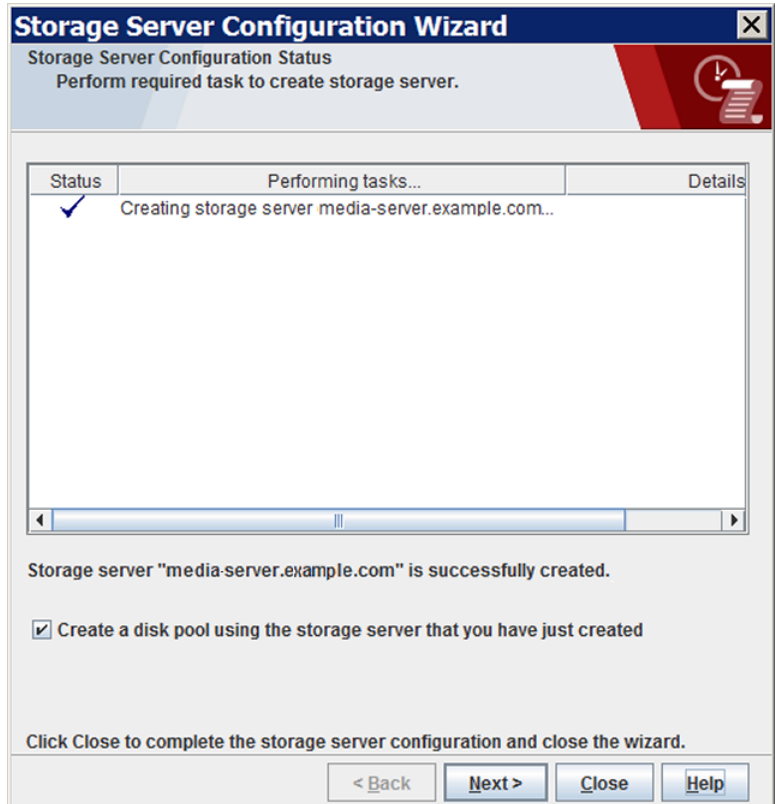 Storage Server Configuration Wizard
Storage Server Configuration Status
Perform required task to create storage server.
Status Performing tasks... Details
Creating storage server media-server.example.com...
Storage server "media-server.example.com" is successfully created.
Create a disk pool using the storage server that you have just created
Click Close to complete the storage server configuration and close the wizard.
< Back Next > Close Help